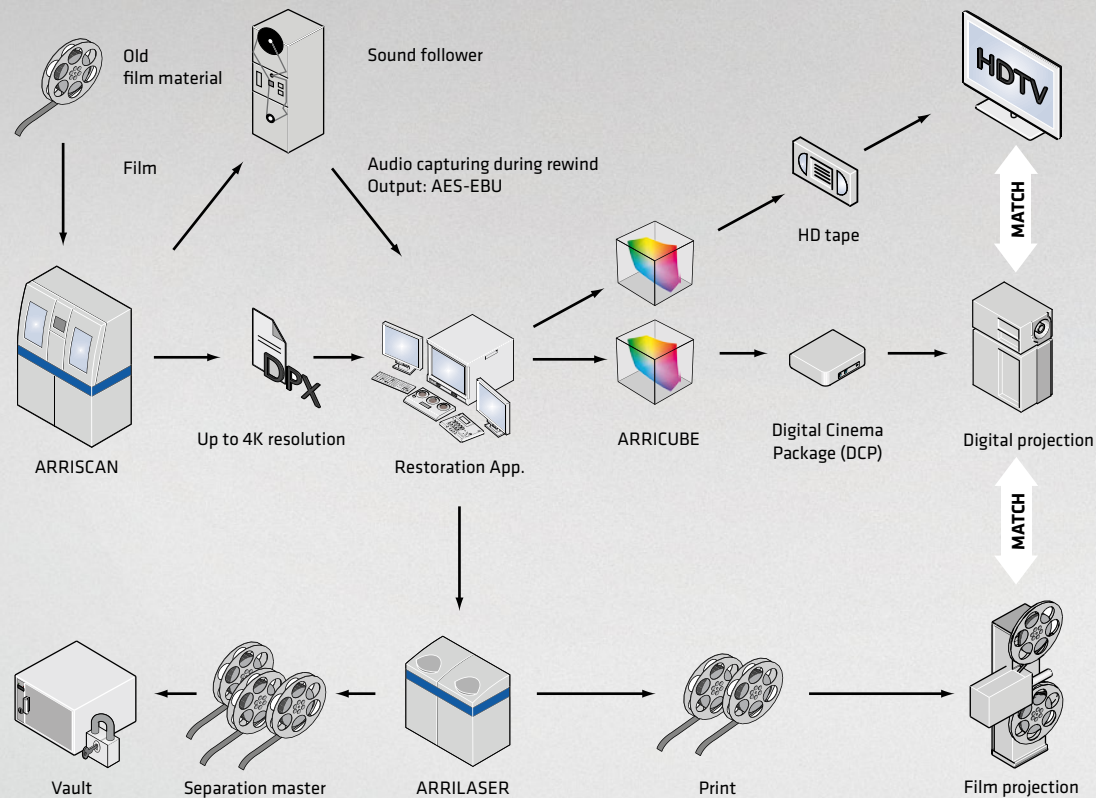 Old
film material
Sound follower
HDTV
Film
Audio capturing during rewind
Output: AES-EBU
MATCH
HD tape
DPX
ARRISCAN
Up to 4K resolution
Restoration App.
ARRICUBE
Digital Cinema
Package (DCP)
Digital projection
MATCH
Vault
Separation master
ARRILASER
Print
Film projection